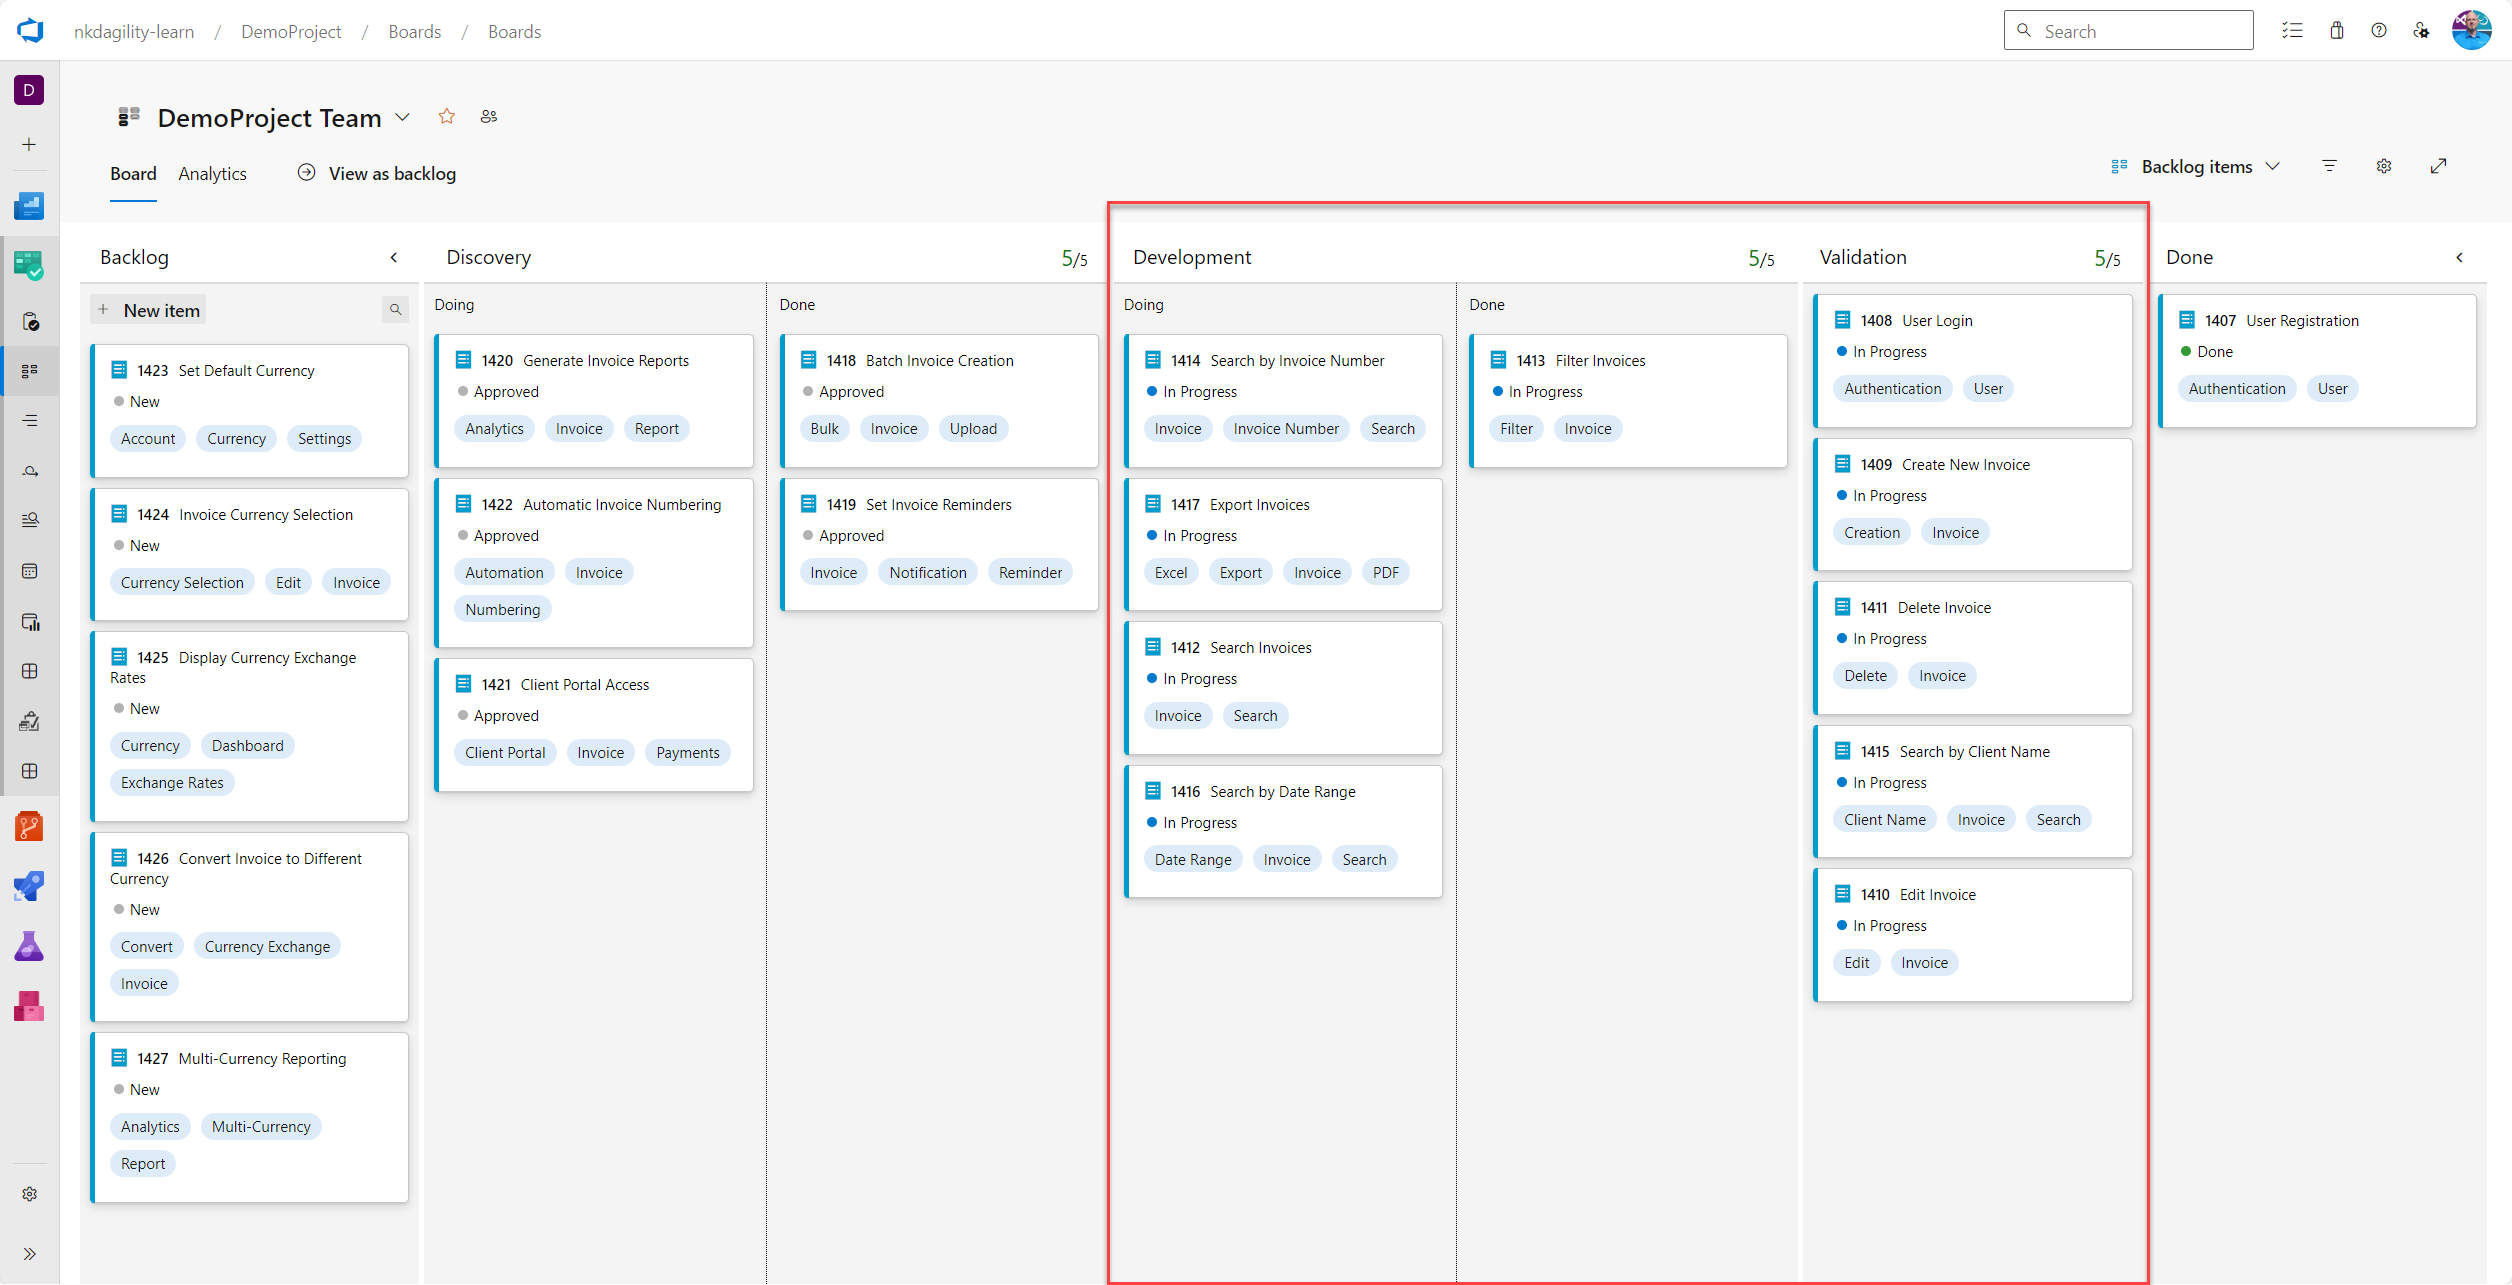 nkdagility-learn / DemoProject / Boards / Boards
Search
D
DemoProject Team
Board Analytics View as backlog
Backlog items
Backlog
New item
1423 Set Default Currency
New
Account Currency Settings
1424 Invoice Currency Selection
New
Currency Selection Edit Invoice
1425 Display Currency Exchange
Rates
New
Currency Dashboard
Exchange Rates
1426 Convert Invoice to Different
Currency
New
Convert Currency Exchange
Invoice
1427 Multi-Currency Reporting
New
Analytics Multi-Currency
Report
Discovery 5/5
Doing
1420 Generate Invoice Reports
Approved
Analytics Invoice Report
1422 Automatic Invoice Numbering
Approved
Automation Invoice
Numbering
1421 Client Portal Access
Approved
Client Portal Invoice Payments
Done
1418 Batch Invoice Creation
Approved
Bulk Invoice Upload
1419 Set Invoice Reminders
Approved
Invoice Notification Reminder
Development 5/5
Doing
1414 Search by Invoice Number
In Progress
Invoice Invoice Number Search
1417 Export Invoices
In Progress
Excel Export Invoice PDF
1412 Search Invoices
In Progress
Invoice Search
1416 Search by Date Range
In Progress
Date Range Invoice Search
Done
1413 Filter Invoices
In Progress
Filter Invoice
Validation 5/5
1408 User Login
In Progress
Authentication User
1409 Create New Invoice
In Progress
Creation Invoice
1411 Delete Invoice
In Progress
Delete Invoice
1415 Search by Client Name
In Progress
Client Name Invoice Search
1410 Edit Invoice
In Progress
Edit Invoice
Done
1407 User Registration
Done
Authentication User